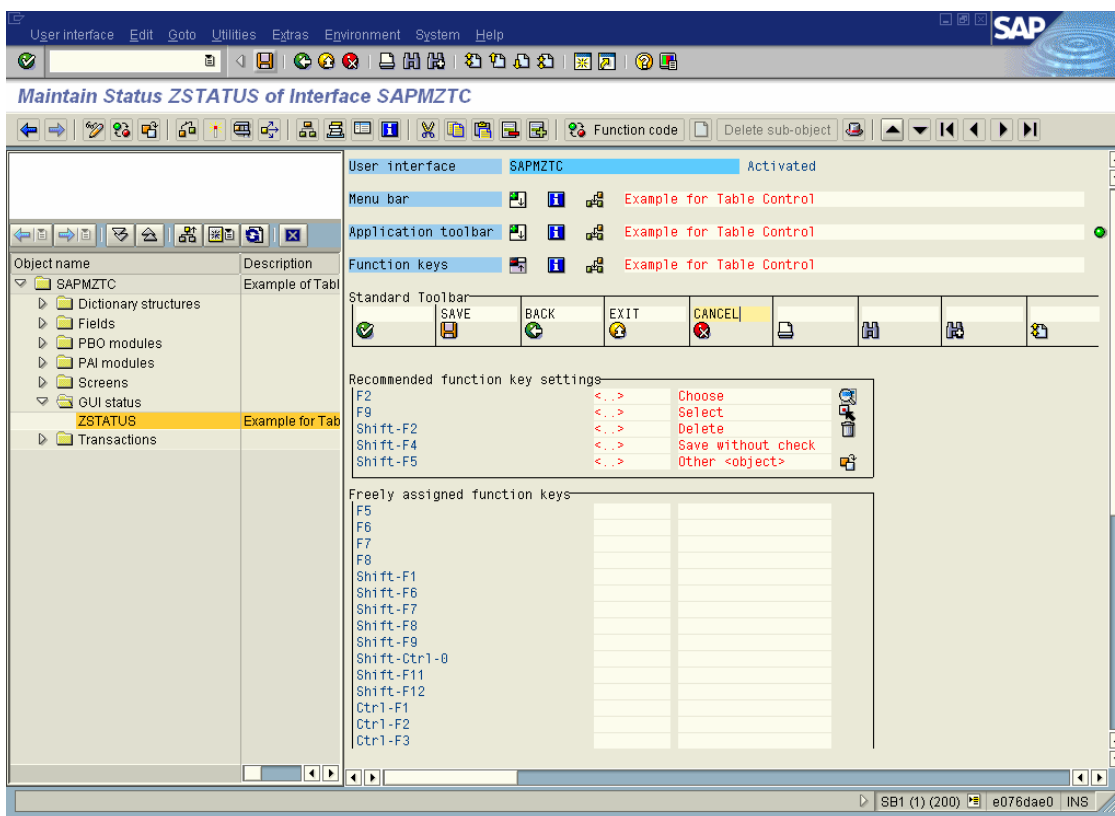 User interface Edit Goto Utilities Extras Environment System Help
SAP
Maintain Status ZSTATUS of Interface SAPMZTC
Function code Delete sub-object
User interface SAPMZTC Activated
Menu bar Example for Table Control
Application toolbar Example for Table Control
Function keys Example for Table Control
Object name Description
SAPMZTC Example of Tabl
Dictionary structures
Fields
PBO modules
PAI modules
Screens
GUI status
ZSTATUS Example for Tab
Transactions
Standard Toolbar
SAVE BACK EXIT CANCEL
Recommended function key settings
F2 <..> Choose
F9 <..> Select
Shift-F2 <..> Delete
Shift-F4 <..> Save without check
Shift-F5 <..> Other <object>
Freely assigned function keys
F5
F6
F7
F8
Shift-F1
Shift-F6
Shift-F7
Shift-F8
Shift-F9
Shift-Ctrl-0
Shift-F11
Shift-F12
Ctrl-F1
Ctrl-F2
Ctrl-F3
SB1 (1) (200) e076dae0 INS